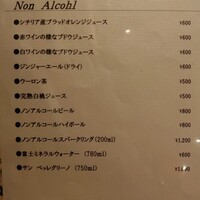 Non Alcohl
●シチリア産ブラッドオレンジジュース ¥600
●赤ワインの様なブドウジュース ¥600
●白ワインの様なブドウジュース ¥600
●ジンジャーエール(ドライ) ¥600
●ウーロン茶 ¥500
●完熟白桃ジュース ¥500
●ノンアルコールビール ¥800
●ノンアルコールハイボール ¥800
●ノンアルコールスパークリング(200ml) ¥1,200
●富士ミネラルウォーター (780ml) ¥600
●サン ペッレグリーノ (750ml)